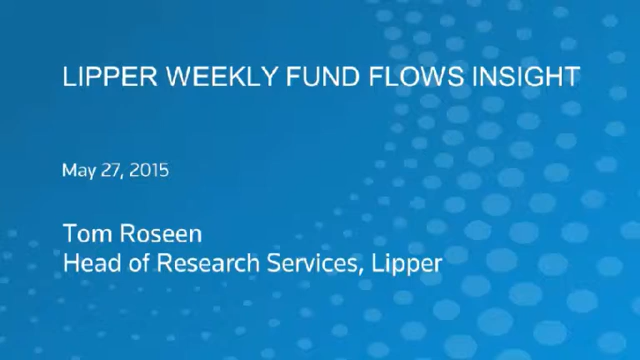 LIPPER WEEKLY FUND FLOWS INSIGHT
May 27, 2015
Tom Roseen
Head of Research Services, Lipper